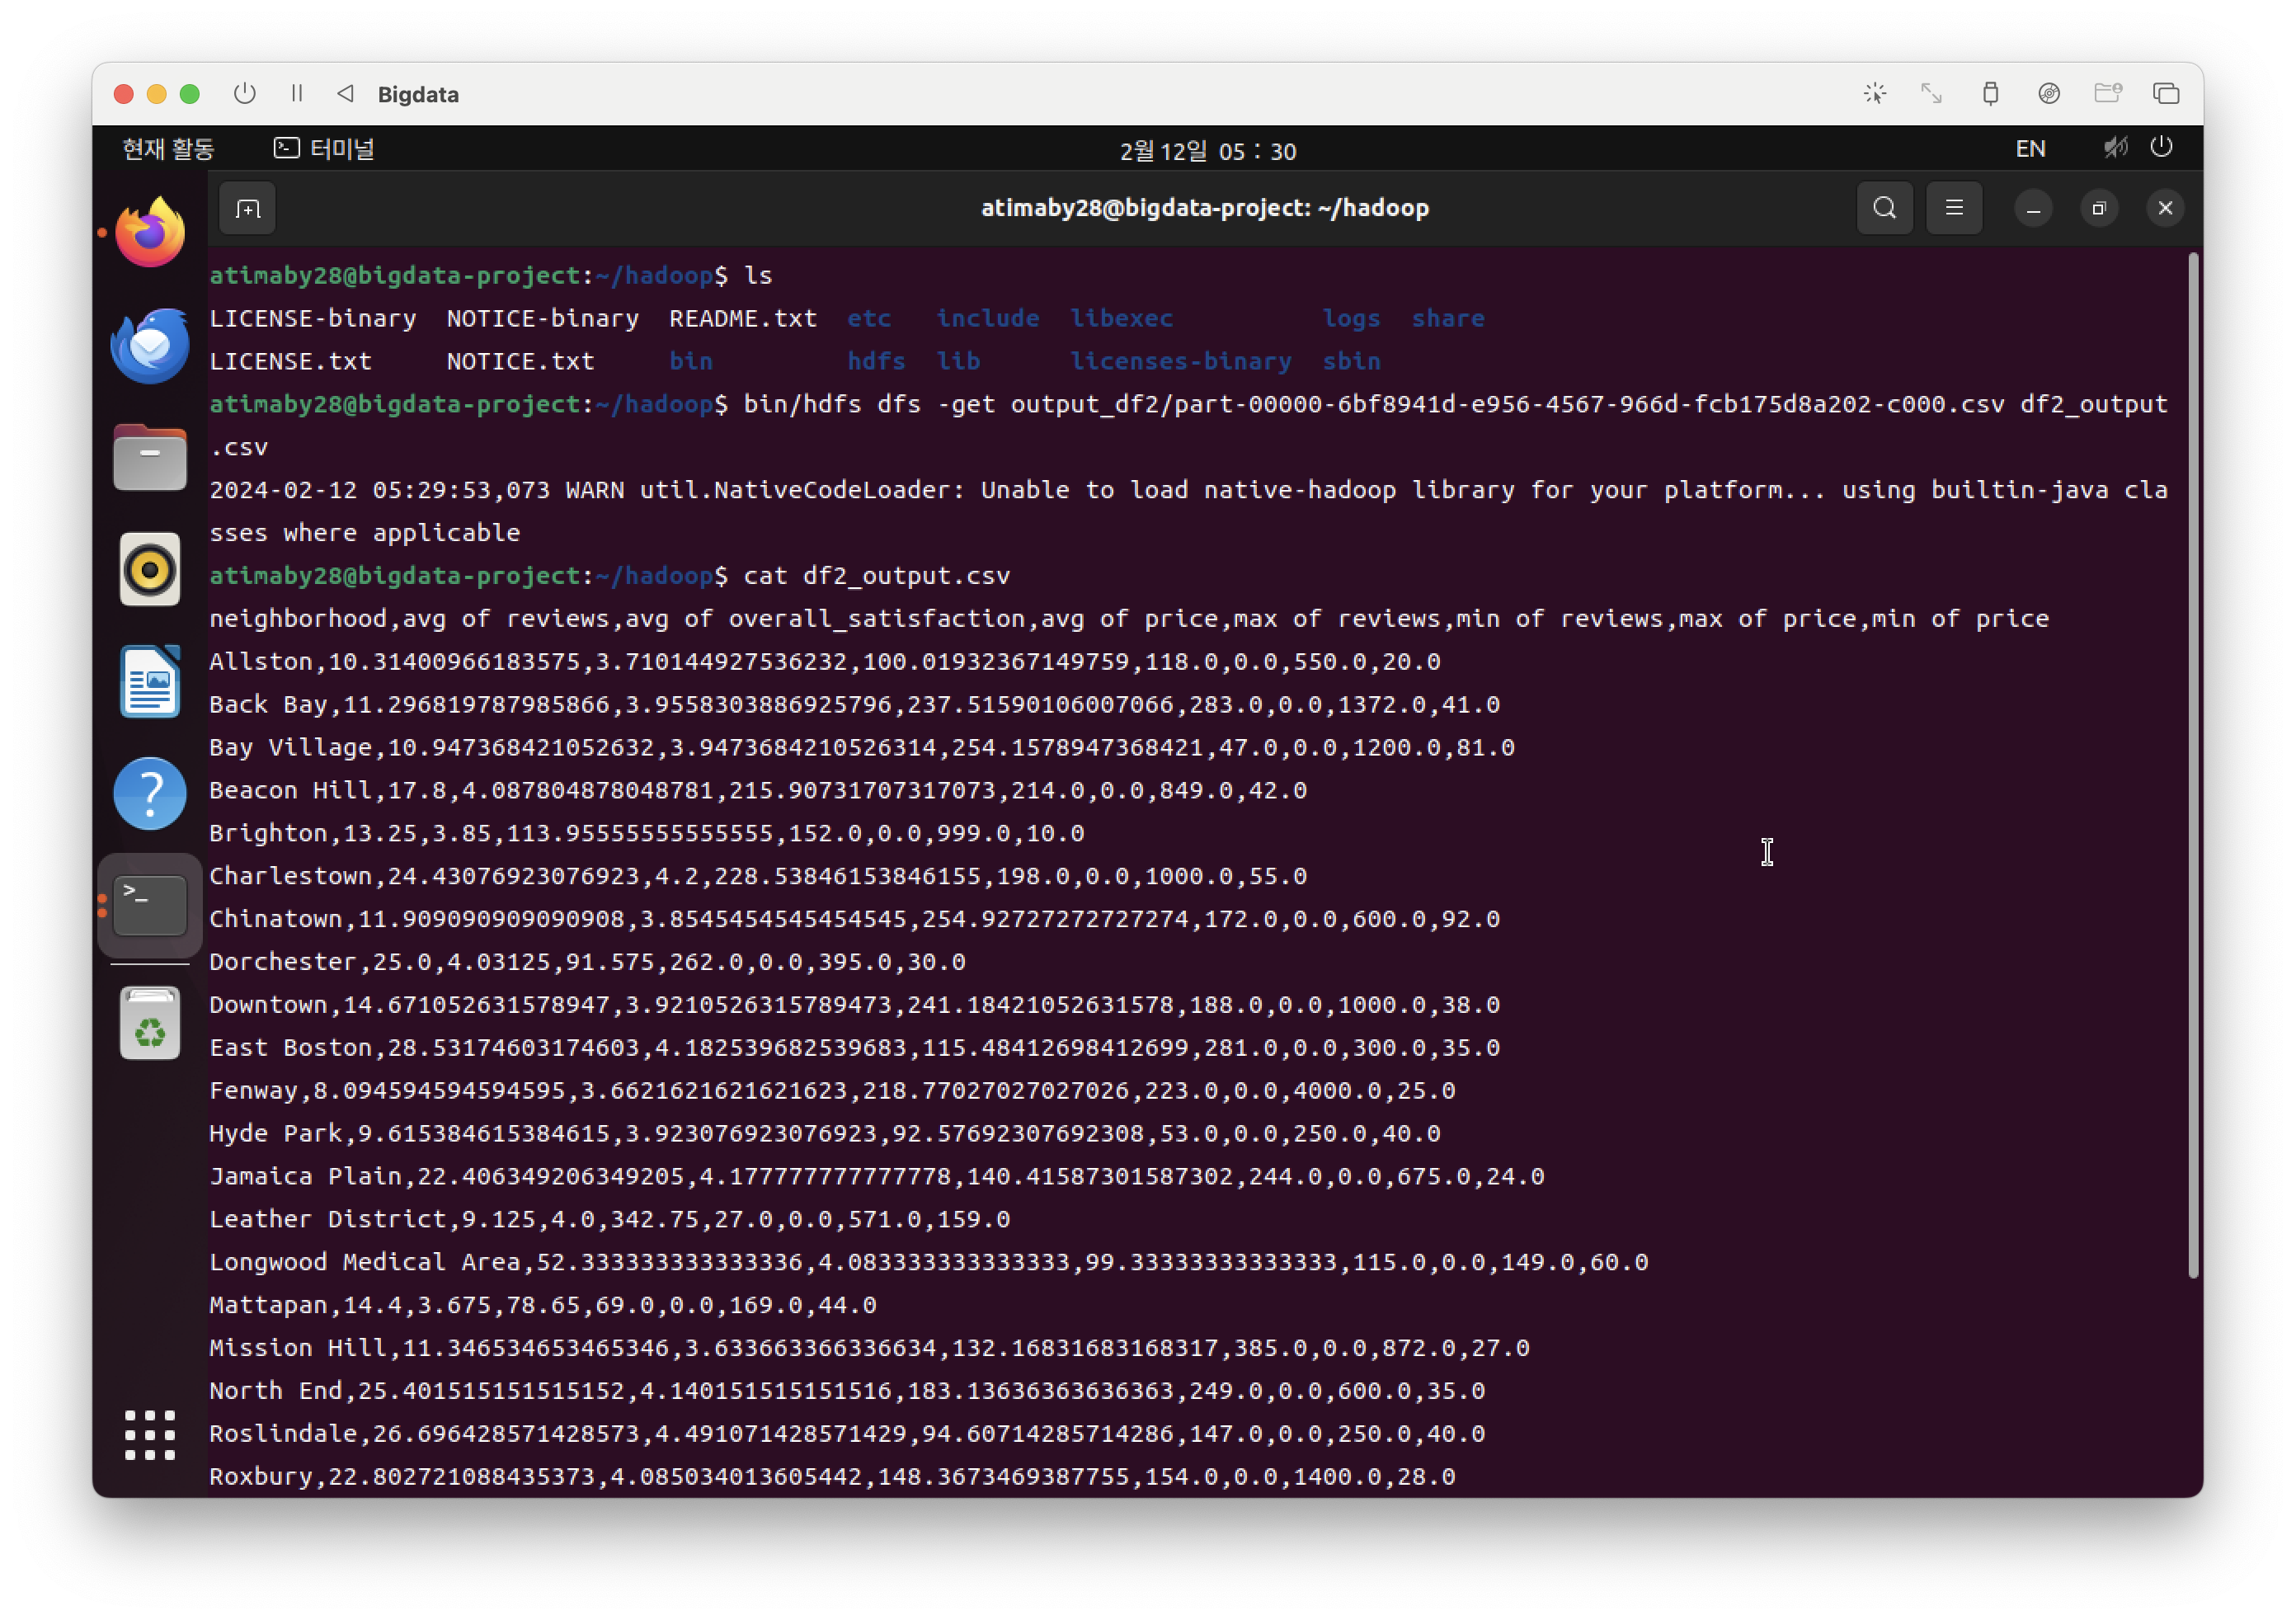 Bigdata
현재 활동 터미널 2월 12일 05 : 30 EN
atimaby28@bigdata-project: ~/hadoop
atimaby28@bigdata-project:~/hadoop$ ls
LICENSE-binary NOTICE-binary README.txt etc include libexec logs share
LICENSE.txt NOTICE.txt bin hdfs lib licenses-binary sbin
atimaby28@bigdata-project:~/hadoop$ bin/hdfs dfs -get output_df2/part-00000-6bf8941d-e956-4567-966d-fcb175d8a202-c000.csv df2_output
.csv
2024-02-12 05:29:53,073 WARN util.NativeCodeLoader: Unable to load native-hadoop library for your platform... using builtin-java cla
sses where applicable
atimaby28@bigdata-project:~/hadoop$ cat df2_output.csv
neighborhood,avg of reviews,avg of overall_satisfaction,avg of price,max of reviews,min of reviews,max of price,min of price
Allston,10.31400966183575,3.710144927536232,100.01932367149759,118.0,0.0,550.0,20.0
Back Bay,11.296819787985866,3.9558303886925796,237.51590106007066,283.0,0.0,1372.0,41.0
Bay Village,10.947368421052632,3.9473684210526314,254.1578947368421,47.0,0.0,1200.0,81.0
Beacon Hill,17.8,4.087804878048781,215.90731707317073,214.0,0.0,849.0,42.0
Brighton,13.25,3.85,113.95555555555555,152.0,0.0,999.0,10.0
Charlestown,24.43076923076923,4.2,228.53846153846155,198.0,0.0,1000.0,55.0
Chinatown,11.909090909090908,3.8545454545454545,254.92727272727274,172.0,0.0,600.0,92.0
Dorchester,25.0,4.03125,91.575,262.0,0.0,395.0,30.0
Downtown,14.671052631578947,3.9210526315789473,241.18421052631578,188.0,0.0,1000.0,38.0
East Boston,28.53174603174603,4.182539682539683,115.48412698412699,281.0,0.0,300.0,35.0
Fenway,8.094594594594595,3.6621621621621623,218.77027027027026,223.0,0.0,4000.0,25.0
Hyde Park,9.615384615384615,3.923076923076923,92.57692307692308,53.0,0.0,250.0,40.0
Jamaica Plain,22.406349206349205,4.177777777777778,140.41587301587302,244.0,0.0,675.0,24.0
Leather District,9.125,4.0,342.75,27.0,0.0,571.0,159.0
Longwood Medical Area,52.333333333333336,4.083333333333333,99.33333333333333,115.0,0.0,149.0,60.0
Mattapan,14.4,3.675,78.65,69.0,0.0,169.0,44.0
Mission Hill,11.346534653465346,3.633663366336634,132.16831683168317,385.0,0.0,872.0,27.0
North End,25.401515151515152,4.140151515151516,183.13636363636363,249.0,0.0,600.0,35.0
Roslindale,26.696428571428573,4.491071428571429,94.60714285714286,147.0,0.0,250.0,40.0
Roxbury,22.802721088435373,4.085034013605442,148.3673469387755,154.0,0.0,1400.0,28.0